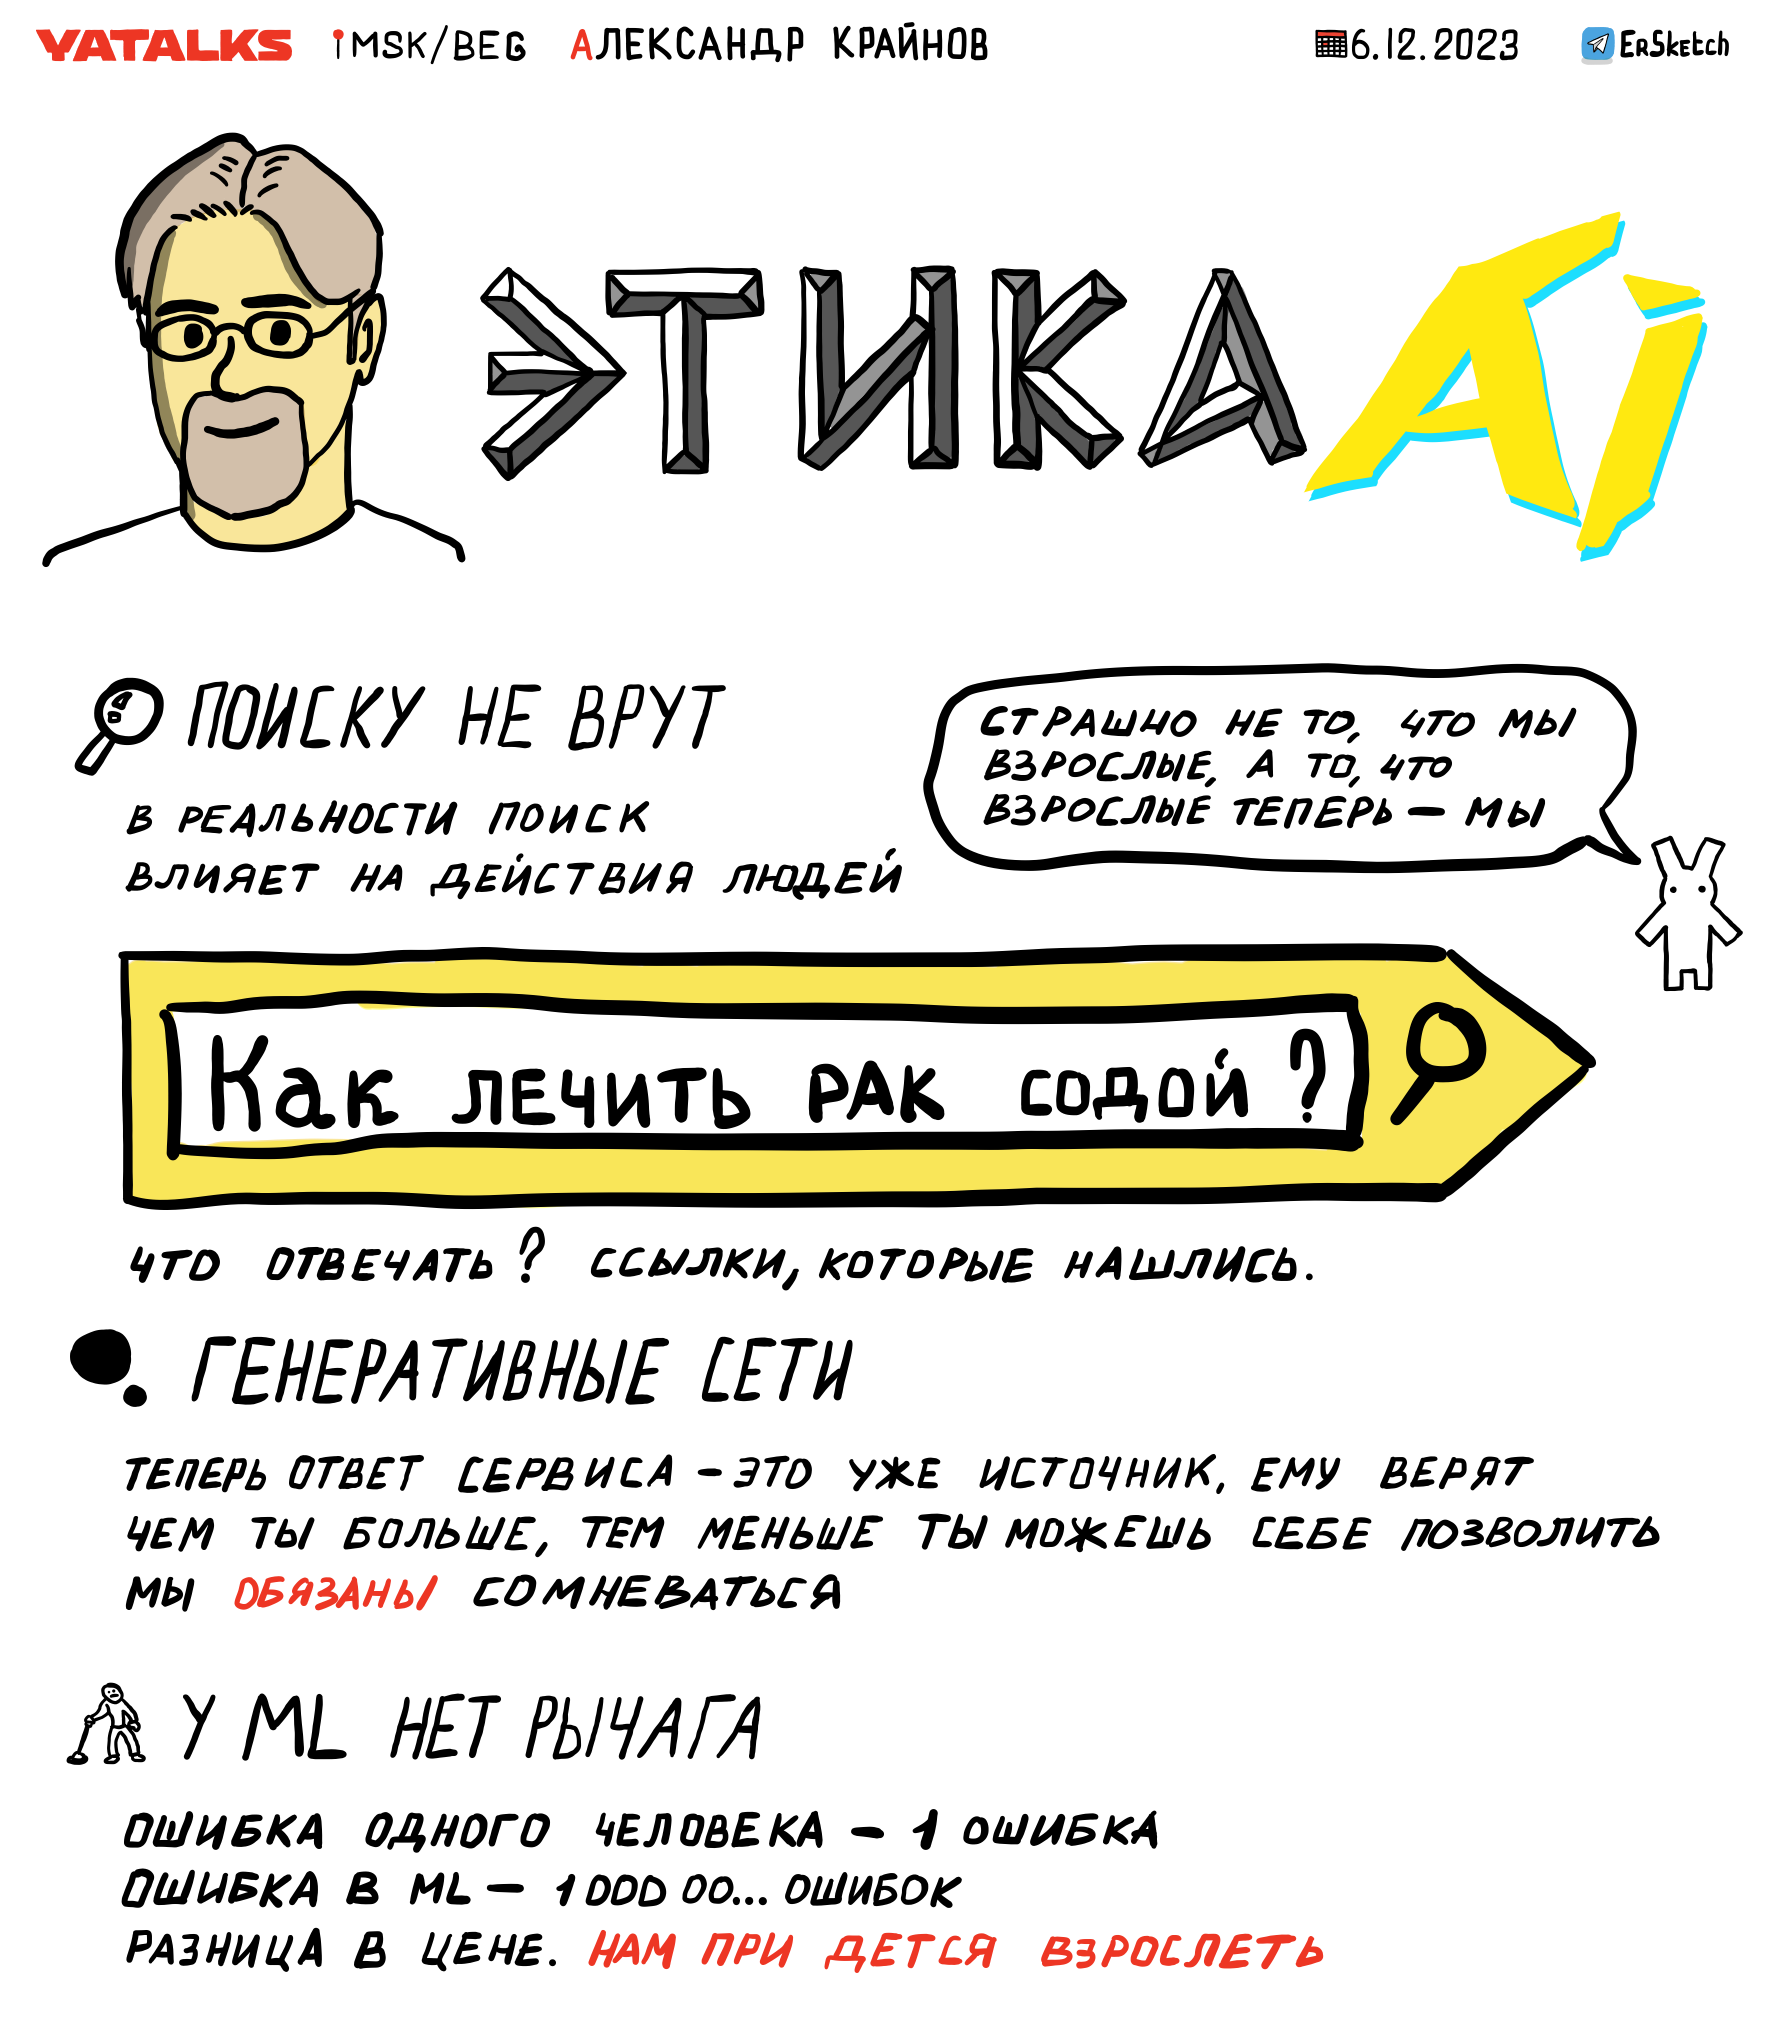 YATALKS MSK/BEG АЛЕКСАНДР КРАЙНОВ 6.12.2023 ErSketch
ЭТИКА Ai
ПОИСКУ НЕ ВРУТ
В РЕАЛЬНОСТИ ПОИСК
ВЛИЯЕТ НА ДЕЙСТВИЯ ЛЮДЕЙ
СТРАШНО НЕ ТО, ЧТО МЫ
ВЗРОСЛЫЕ, А ТО, ЧТО
ВЗРОСЛЫЕ ТЕПЕРЬ — МЫ
Как ЛЕЧИТЬ РАК СОДОЙ?
ЧТО ОТВЕЧАТЬ? ССЫЛКИ, КОТОРЫЕ НАШЛИСЬ.
ГЕНЕРАТИВНЫЕ СЕТИ
ТЕПЕРЬ ОТВЕТ СЕРВИСА - ЭТО УЖЕ ИСТОЧНИК, ЕМУ ВЕРЯТ
ЧЕМ ТЫ БОЛЬШЕ, ТЕМ МЕНЬШЕ ТЫ МОЖЕШЬ СЕБЕ ПОЗВОЛИТЬ
МЫ ОБЯЗАНЫ СОМНЕВАТЬСЯ
У ML НЕТ РЫЧАГА
ОШИБКА ОДНОГО ЧЕЛОВЕКА — 1 ОШИБКА
ОШИБКА В ML — 1000 00... ОШИБОК
РАЗНИЦА В ЦЕНЕ. НАМ ПРИ ДЕТСЯ ВЗРОСЛЕТЬ